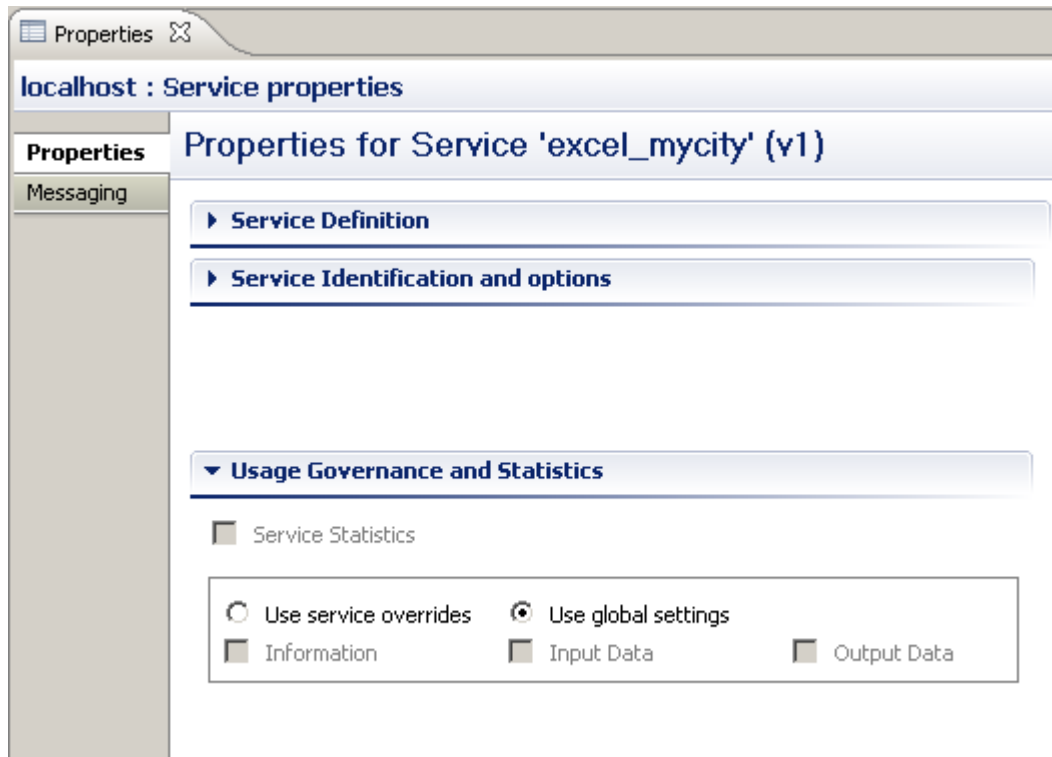 Properties
localhost : Service properties
Properties
Messaging
Properties for Service 'excel_mycity' (v1)
Service Definition
Service Identification and options
Usage Governance and Statistics
Service Statistics
Use service overrides Use global settings
Information Input Data Output Data